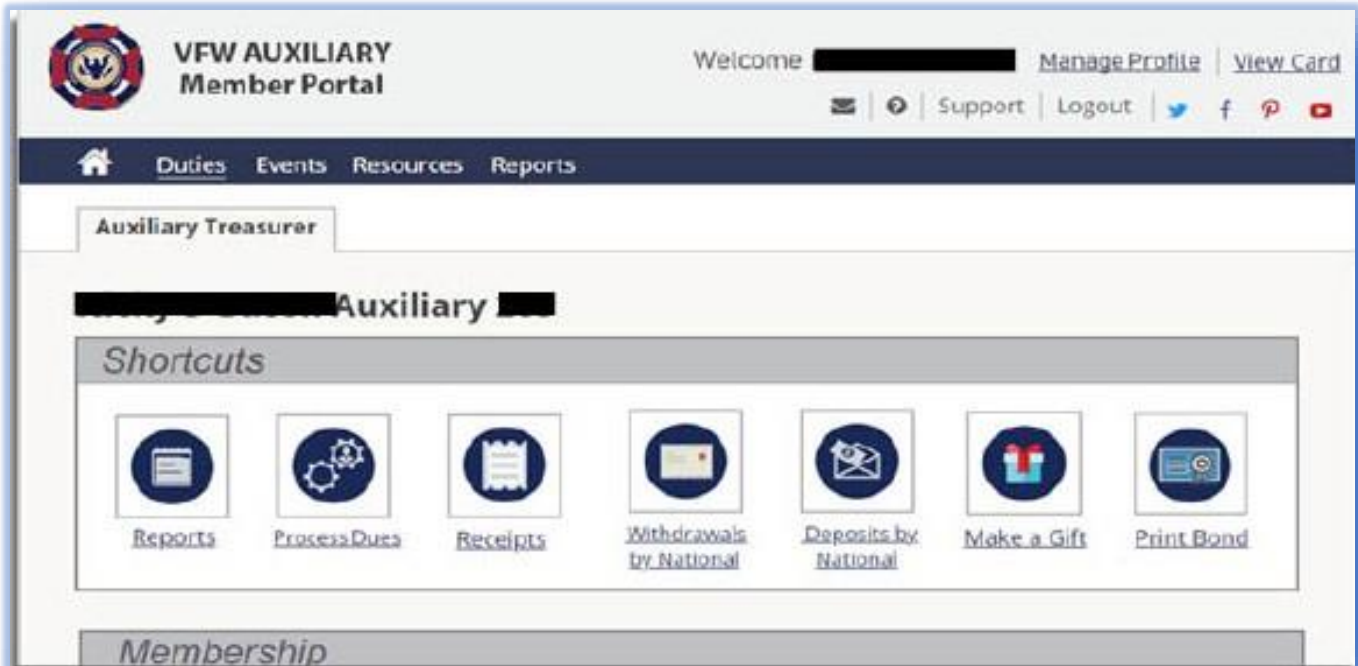 VFW AUXILIARY
Member Portal
Welcome
Manage Profile | View Card
Support | Logout
Duties Events Resources Reports
Auxiliary Treasurer
Auxiliary
Shortcuts
Reports
Process Dues
Receipts
Withdrawals
by National
Deposits by
National
Make a Gift
Print Bond
Membership